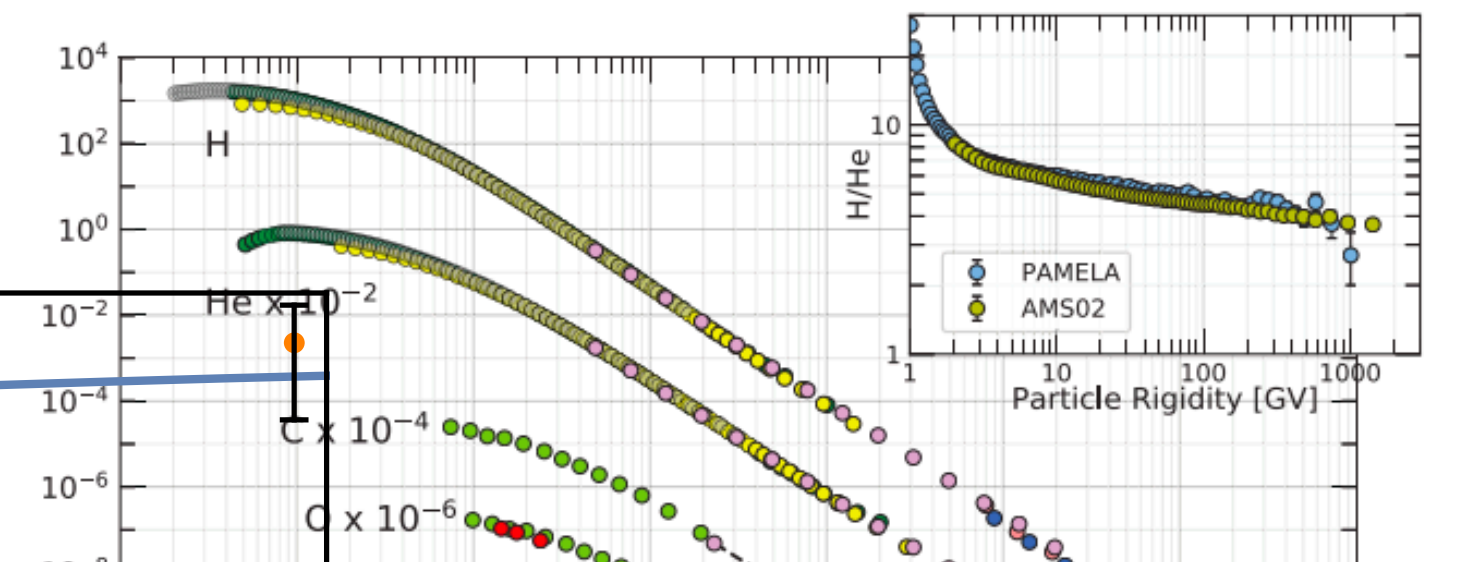 10⁴
10²
10⁰
10⁻²
10⁻⁴
10⁻⁶
H
He x 10⁻²
C x 10⁻⁴
O x 10⁻⁶
H/He
10
1
PAMELA
AMS02
1 10 100 1000
Particle Rigidity [GV]